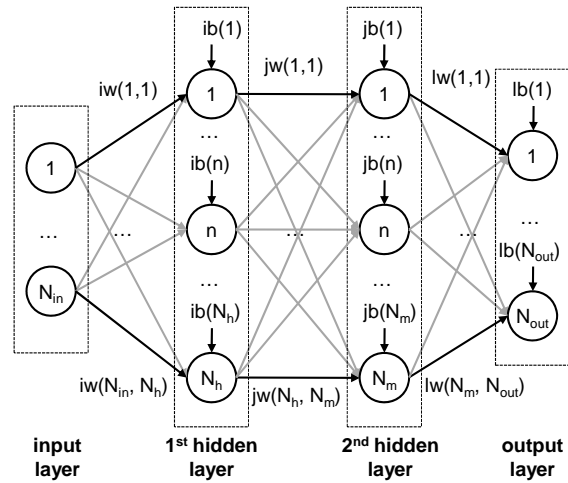 ib(1)
jb(1)
iw(1,1)
jw(1,1)
lw(1,1)
lb(1)
1
1
1
1
...
...
ib(n)
jb(n)
...
...
n
n
...
...
...
lb(Nout)
Nin
...
...
ib(Nh)
jb(Nm)
Nout
iw(Nin, Nh)
Nh
jw(Nh, Nm)
Nm
lw(Nm, Nout)
input
layer
1st hidden
layer
2nd hidden
layer
output
layer